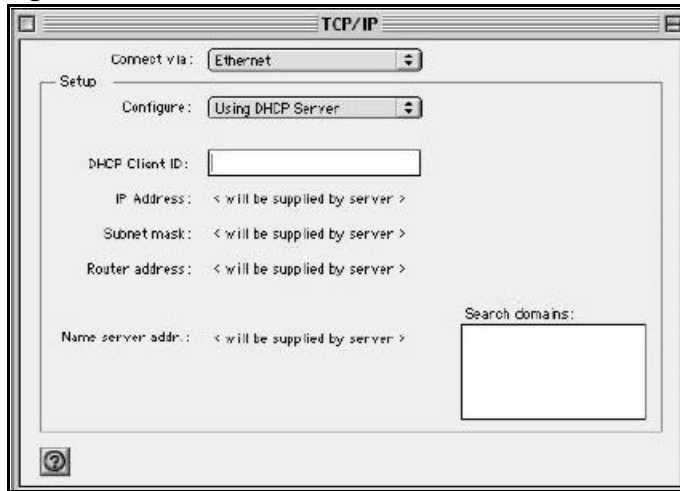 TCP/IP
Connect via: Ethernet
Setup
Configure: Using DHCP Server
DHCP Client ID:
IP Address: < will be supplied by server >
Subnet mask: < will be supplied by server >
Router address: < will be supplied by server >
Search domains:
Name server addr.: < will be supplied by server >
?